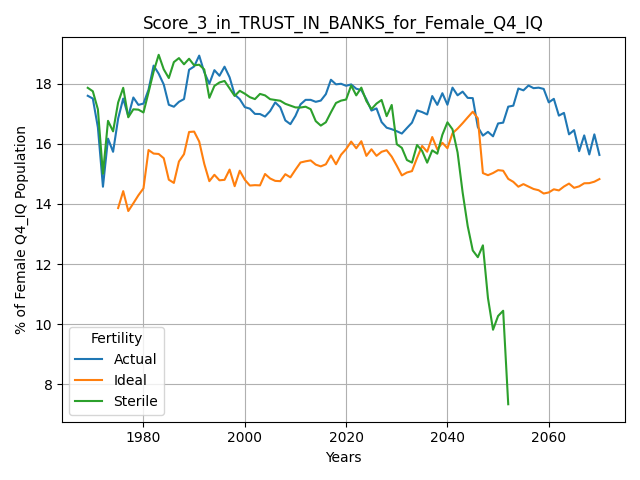 Score_3_in_TRUST_IN_BANKS_for_Female_Q4_IQ
% of Female Q4_IQ Population
18
16
14
12
10
8
Fertility
Actual
Ideal
Sterile
1980
2000
2020
2040
2060
Years